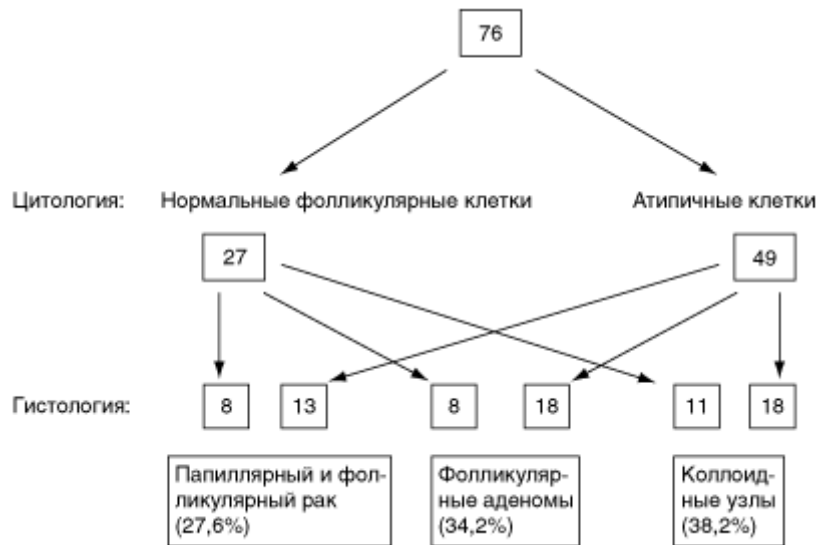 76
Цитология: Нормальные фолликулярные клетки Атипичные клетки
27 49
Гистология: 8 13 8 18 11 18
Папиллярный и фол-
ликулярный рак
(27,6%)
Фолликуляр-
ные аденомы
(34,2%)
Коллоид-
ные узлы
(38,2%)